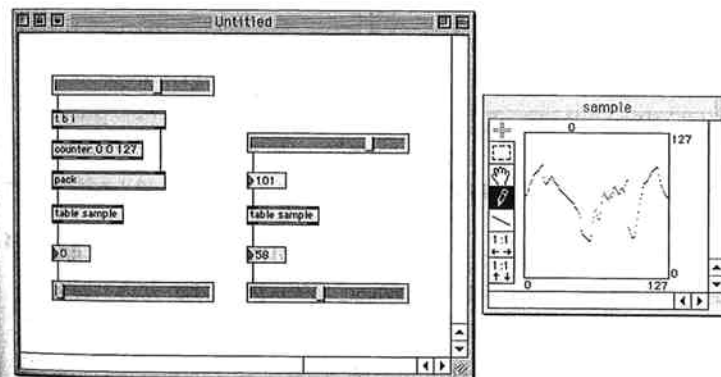 Untitled
t b i
counter 0 0 127
pack
table sample
0
101
table sample
58
sample
0
127
1:1
1:1
0
0
127